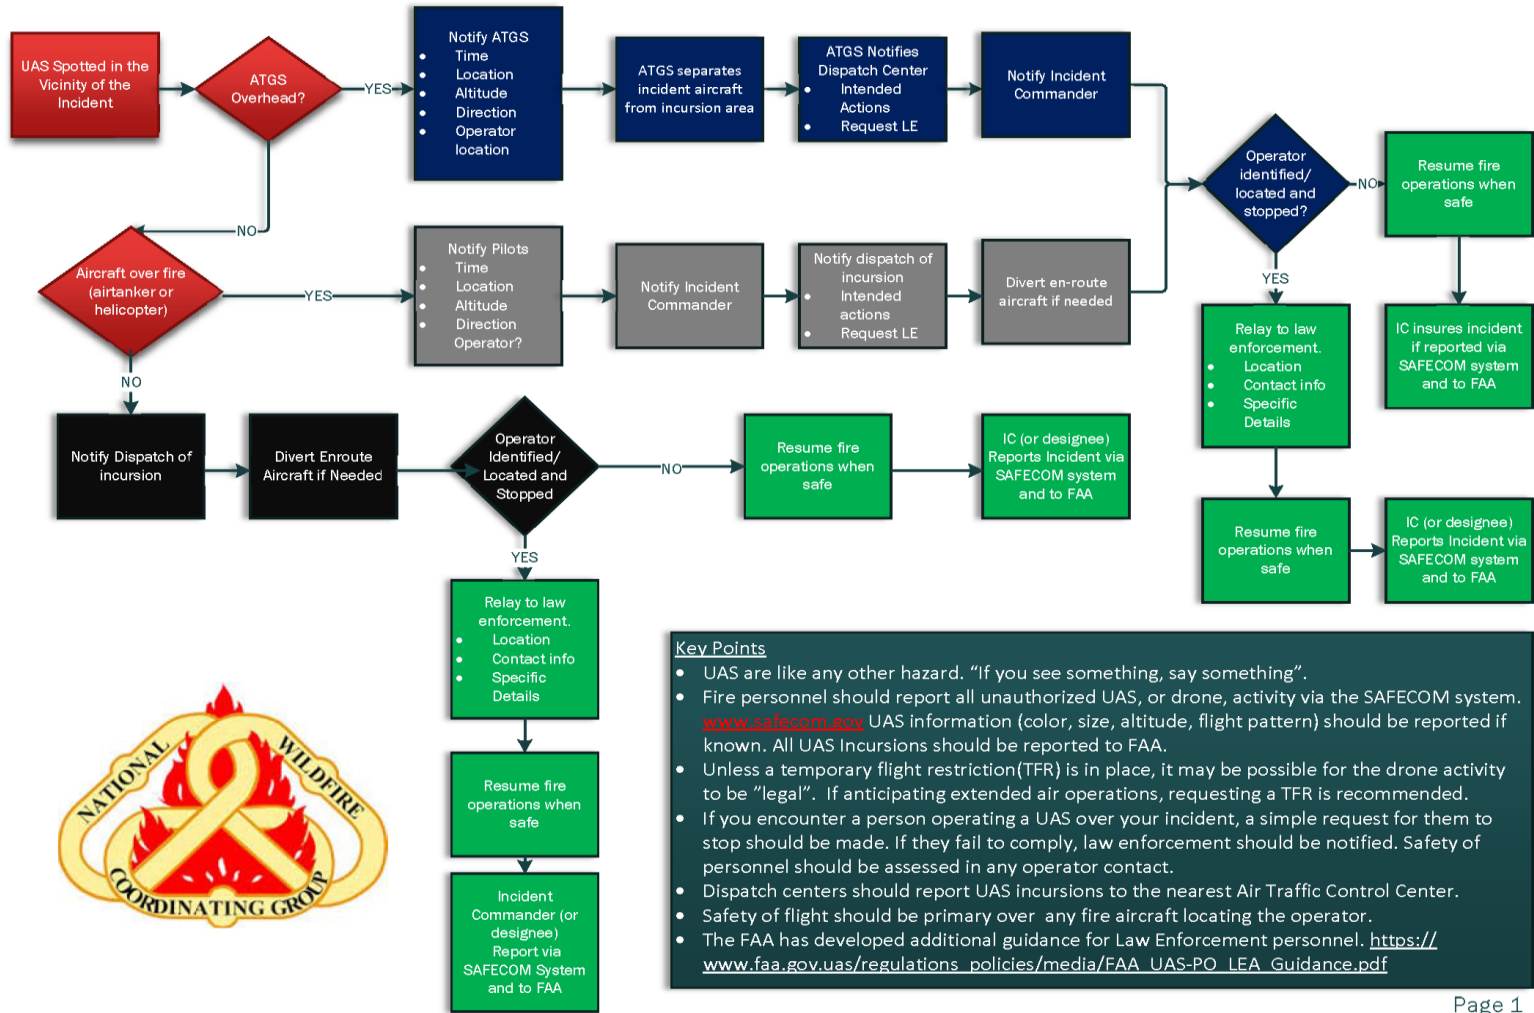 UAS Spotted in the
Vicinity of the
Incident
ATGS
Overhead?
YES
Notify ATGS
• Time
• Location
• Altitude
• Direction
• Operator
location
ATGS separates
incident aircraft
from incursion area
ATGS Notifies
Dispatch Center
• Intended
Actions
• Request LE
Notify Incident
Commander
Operator
identified/
located and
stopped?
NO
Resume fire
operations when
safe
IC insures incident
if reported via
SAFECOM system
and to FAA
YES
Relay to law
enforcement.
• Location
• Contact info
• Specific
Details
Resume fire
operations when
safe
IC (or designee)
Reports Incident via
SAFECOM system
and to FAA
NO
Aircraft over fire
(airtanker or
helicopter)
YES
Notify Pilots
• Time
• Location
• Altitude
• Direction
Operator?
Notify Incident
Commander
Notify dispatch of
incursion
• Intended
actions
• Request LE
Divert en-route
aircraft if needed
NO
Notify Dispatch of
incursion
Divert Enroute
Aircraft if Needed
Operator
Identified/
Located and
Stopped
NO
Resume fire
operations when
safe
IC (or designee)
Reports Incident via
SAFECOM system
and to FAA
YES
Relay to law
enforcement.
• Location
• Contact info
• Specific
Details
Resume fire
operations when
safe
Incident
Commander (or
designee)
Report via
SAFECOM System
and to FAA
NATIONAL
WILDFIRE
COORDINATING GROUP
Key Points
• UAS are like any other hazard. “If you see something, say something”.
• Fire personnel should report all unauthorized UAS, or drone, activity via the SAFECOM system.
www.safecom.gov UAS information (color, size, altitude, flight pattern) should be reported if
known. All UAS Incursions should be reported to FAA.
• Unless a temporary flight restriction(TFR) is in place, it may be possible for the drone activity
to be ”legal”. If anticipating extended air operations, requesting a TFR is recommended.
• If you encounter a person operating a UAS over your incident, a simple request for them to
stop should be made. If they fail to comply, law enforcement should be notified. Safety of
personnel should be assessed in any operator contact.
• Dispatch centers should report UAS incursions to the nearest Air Traffic Control Center.
• Safety of flight should be primary over any fire aircraft locating the operator.
• The FAA has developed additional guidance for Law Enforcement personnel. https://
www.faa.gov.uas/regulations_policies/media/FAA_UAS-PO_LEA_Guidance.pdf
Page 1